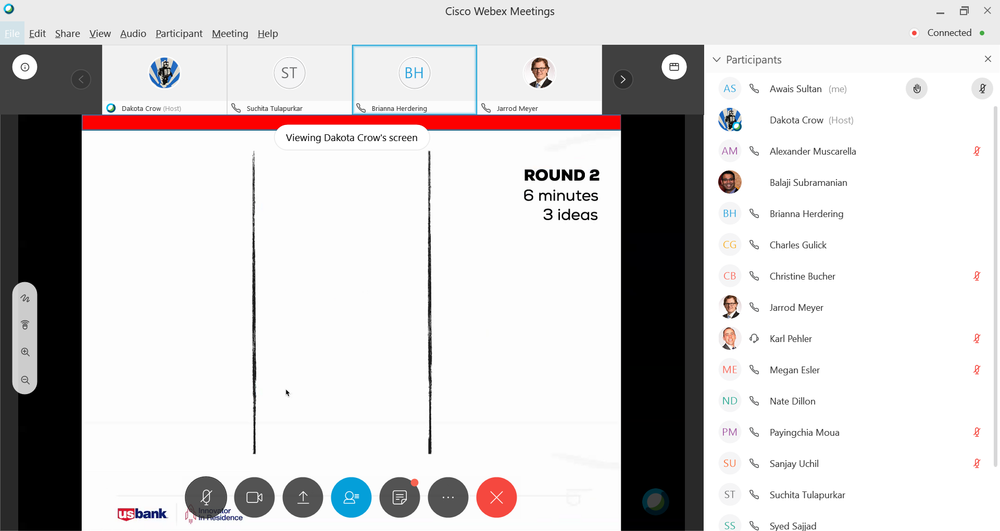 Cisco Webex Meetings
File Edit Share View Audio Participant Meeting Help
Connected
ST
BH
Dakota Crow (Host)
Suchita Tulapurkar
Brianna Herdering
Jarrod Meyer
Viewing Dakota Crow's screen
ROUND 2
6 minutes
3 ideas
usbank
Innovator
In Residence
Participants
AS Awais Sultan (me)
Dakota Crow (Host)
AM Alexander Muscarella
Balaji Subramanian
BH Brianna Herdering
CG Charles Gulick
CB Christine Bucher
Jarrod Meyer
Karl Pehler
ME Megan Esler
ND Nate Dillon
PM Payingchia Moua
SU Sanjay Uchil
ST Suchita Tulapurkar
SS Syed Sajjad